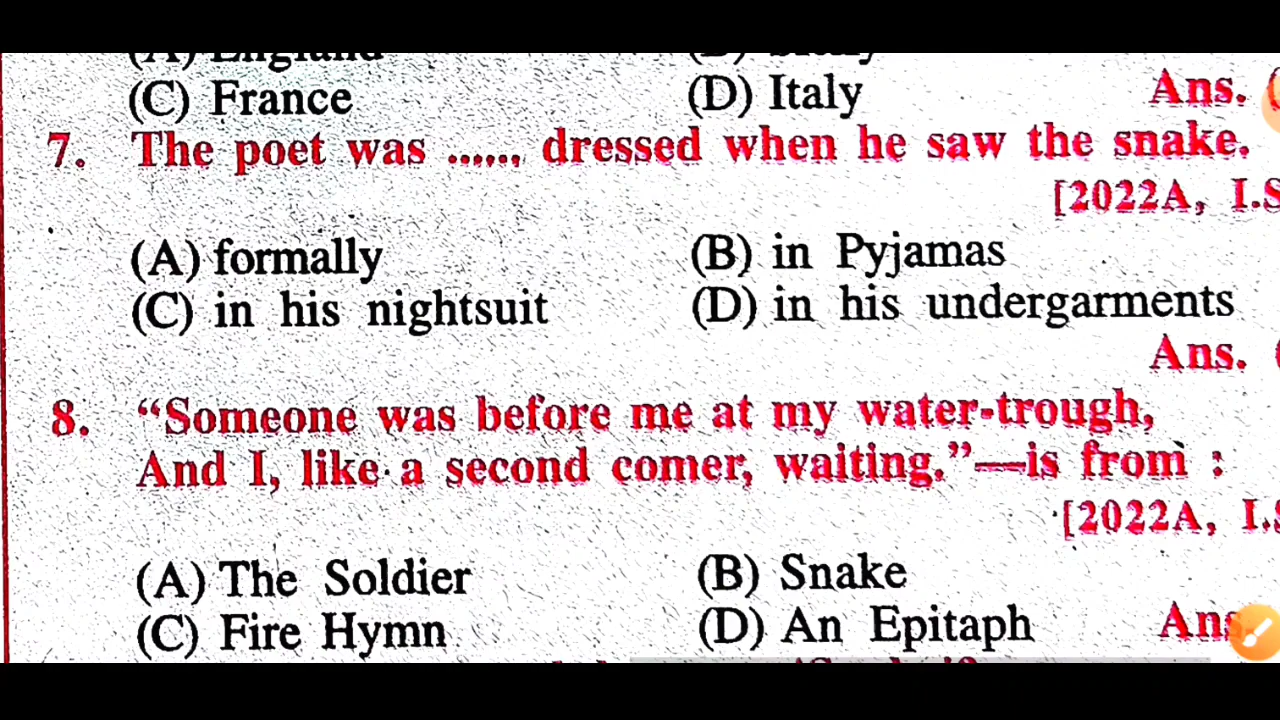 (A) England
(C) France (D) Italy Ans. (
7. The poet was ...... dressed when he saw the snake.
[2022A, I.S
(A) formally (B) in Pyjamas
(C) in his nightsuit (D) in his undergarments
Ans. (
8. “Someone was before me at my water-trough,
And I, like a second comer, waiting.”—is from :
[2022A, I.S
(A) The Soldier (B) Snake
(C) Fire Hymn (D) An Epitaph Ans